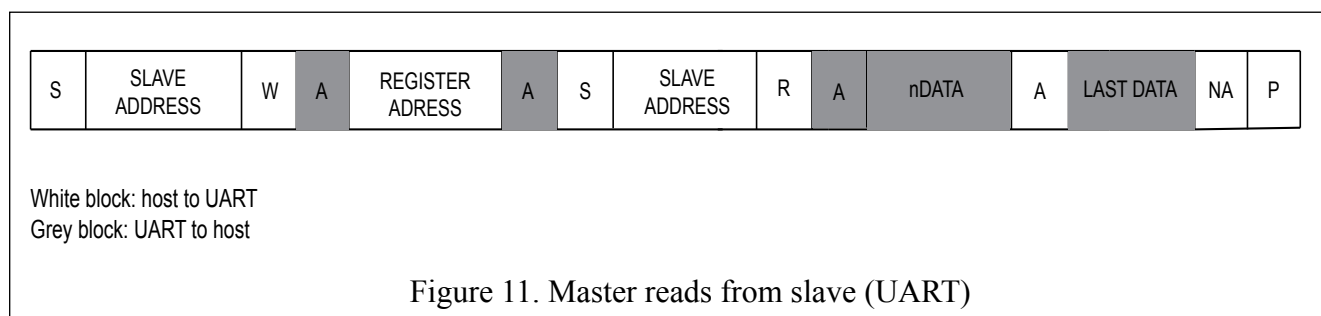 S SLAVE ADDRESS W A REGISTER ADRESS A S SLAVE ADDRESS R A nDATA A LAST DATA NA P
White block: host to UART
Grey block: UART to host
Figure 11. Master reads from slave (UART)